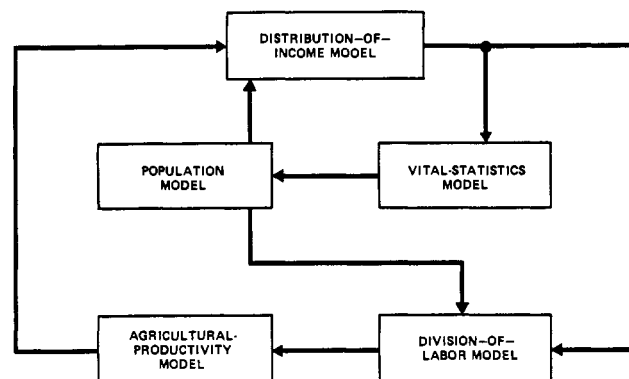 DISTRIBUTION—OF—
INCOME MODEL
POPULATION
MODEL
VITAL-STATISTICS
MODEL
AGRICULTURAL-
PRODUCTIVITY
MODEL
DIVISION—OF—
LABOR MODEL